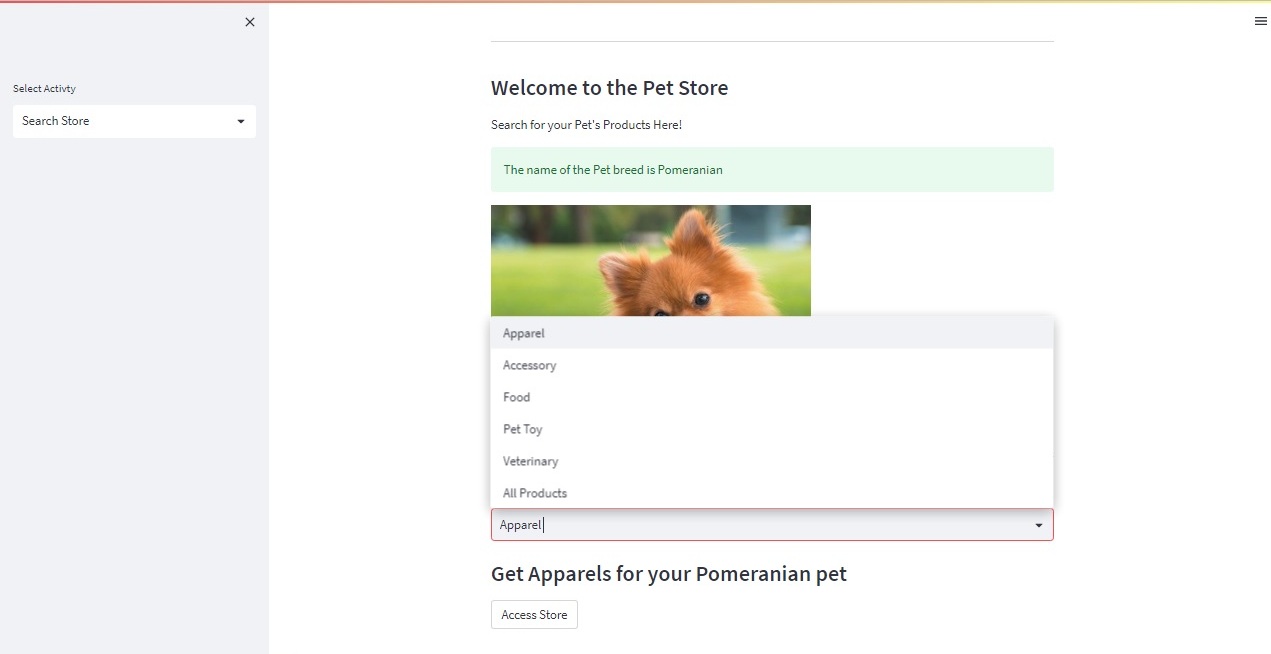 Select Activty
Search Store
Welcome to the Pet Store
Search for your Pet's Products Here!
The name of the Pet breed is Pomeranian
Apparel
Accessory
Food
Pet Toy
Veterinary
All Products
Apparel
Get Apparels for your Pomeranian pet
Access Store